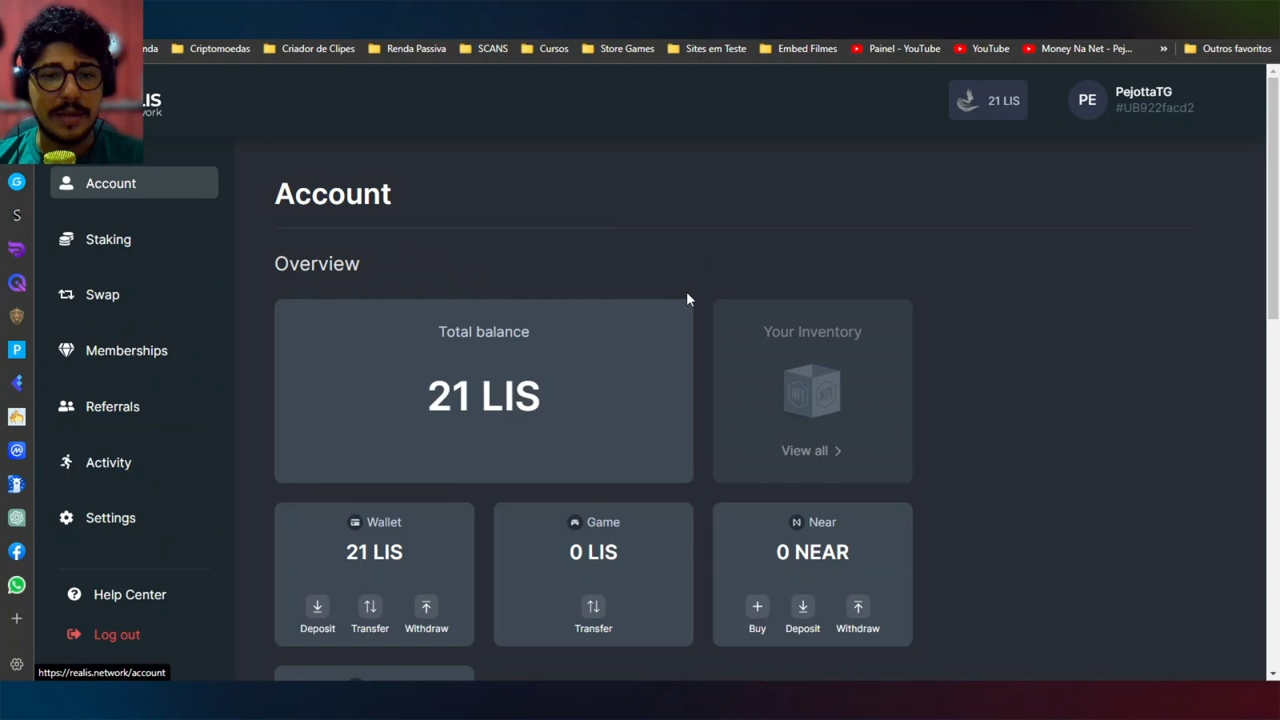 nda
Criptomoedas
Criador de Clipes
Renda Passiva
SCANS
Cursos
Store Games
Sites em Teste
Embed Filmes
Painel - YouTube
YouTube
Money Na Net - Pej...
»
Outros favoritos
LIS
work
21 LIS
PE
PejottaTG
#UB922facd2
Account
Staking
Swap
Memberships
Referrals
Activity
Settings
Help Center
Log out
https://realis.network/account
Account
Overview
Total balance
21 LIS
Your Inventory
View all >
Wallet
21 LIS
Deposit
Transfer
Withdraw
Game
0 LIS
Transfer
Near
0 NEAR
Buy
Deposit
Withdraw